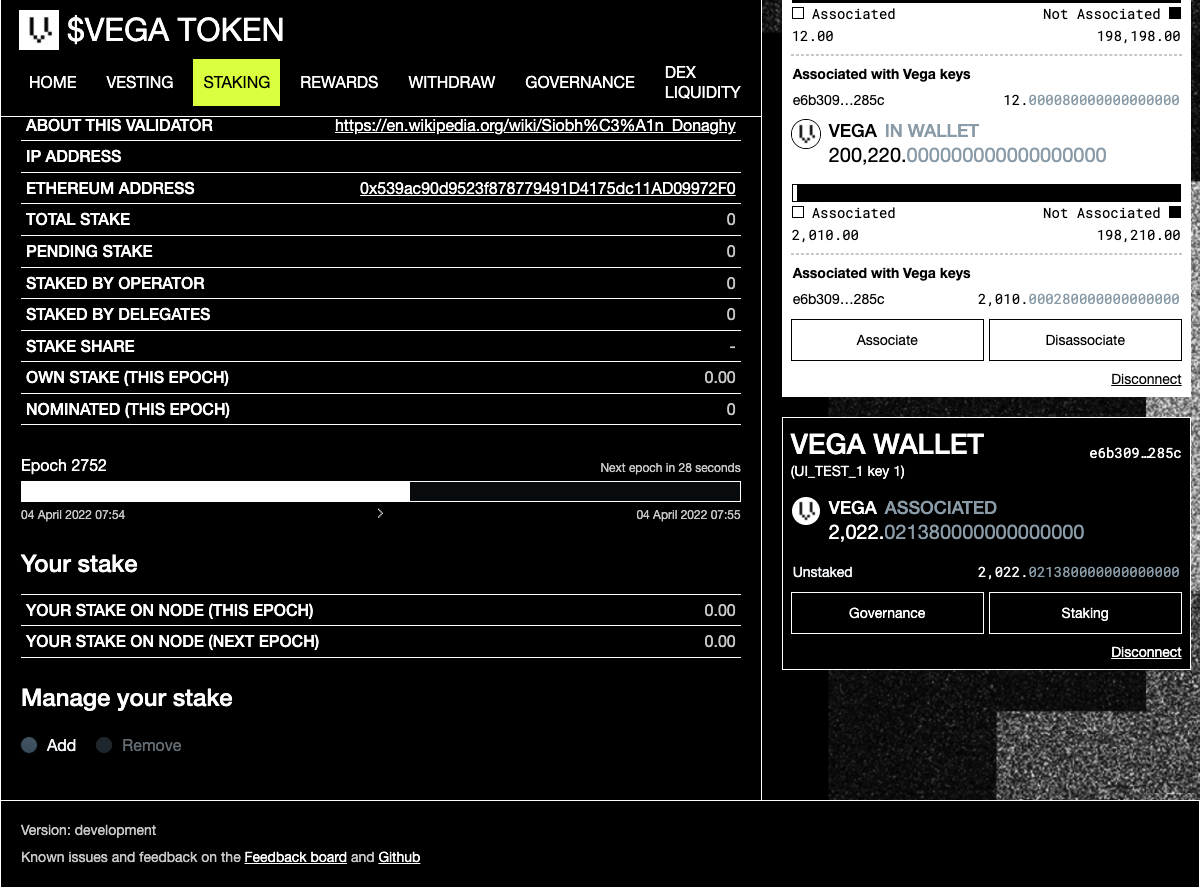 $VEGA TOKEN
HOME VESTING STAKING REWARDS WITHDRAW GOVERNANCE DEX LIQUIDITY
ABOUT THIS VALIDATOR https://en.wikipedia.org/wiki/Siobh%C3%A1n_Donaghy
IP ADDRESS
ETHEREUM ADDRESS 0x539ac90d9523f878779491D4175dc11AD09972F0
TOTAL STAKE 0
PENDING STAKE 0
STAKED BY OPERATOR 0
STAKED BY DELEGATES 0
STAKE SHARE -
OWN STAKE (THIS EPOCH) 0.00
NOMINATED (THIS EPOCH) 0
Epoch 2752 Next epoch in 28 seconds
04 April 2022 07:54 > 04 April 2022 07:55
Your stake
YOUR STAKE ON NODE (THIS EPOCH) 0.00
YOUR STAKE ON NODE (NEXT EPOCH) 0.00
Manage your stake
Add Remove
Associated Not Associated
12.00 198,198.00
Associated with Vega keys
e6b309...285c 12.000080000000000000
VEGA IN WALLET
200,220.000000000000000000
Associated Not Associated
2,010.00 198,210.00
Associated with Vega keys
e6b309...285c 2,010.000280000000000000
Associate Disassociate
Disconnect
VEGA WALLET e6b309…285c
(UI_TEST_1 key 1)
VEGA ASSOCIATED
2,022.021380000000000000
Unstaked 2,022.021380000000000000
Governance Staking
Disconnect
Version: development
Known issues and feedback on the Feedback board and Github